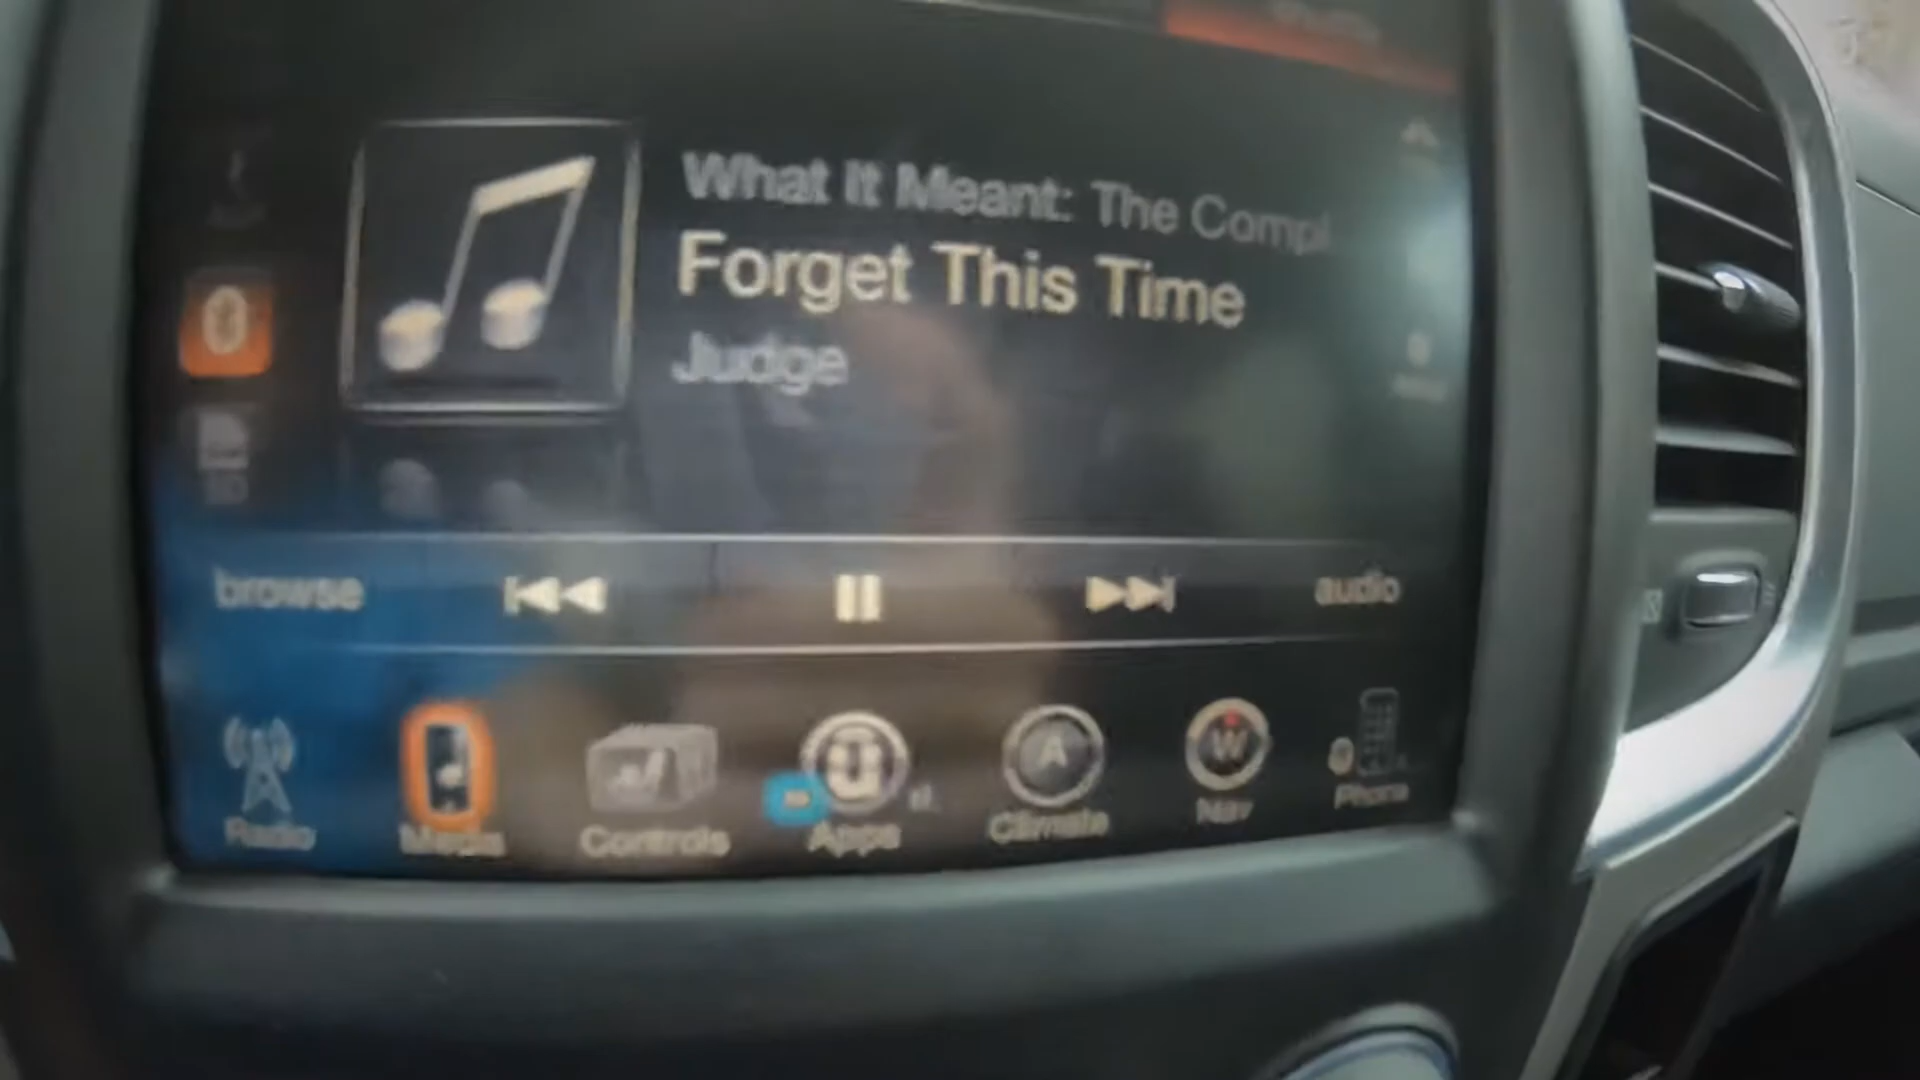 What It Meant: The Compl
Forget This Time
Judge
browse
audio
Radio
Media
Controls
Apps
A
Climate
W
Nav
Phone